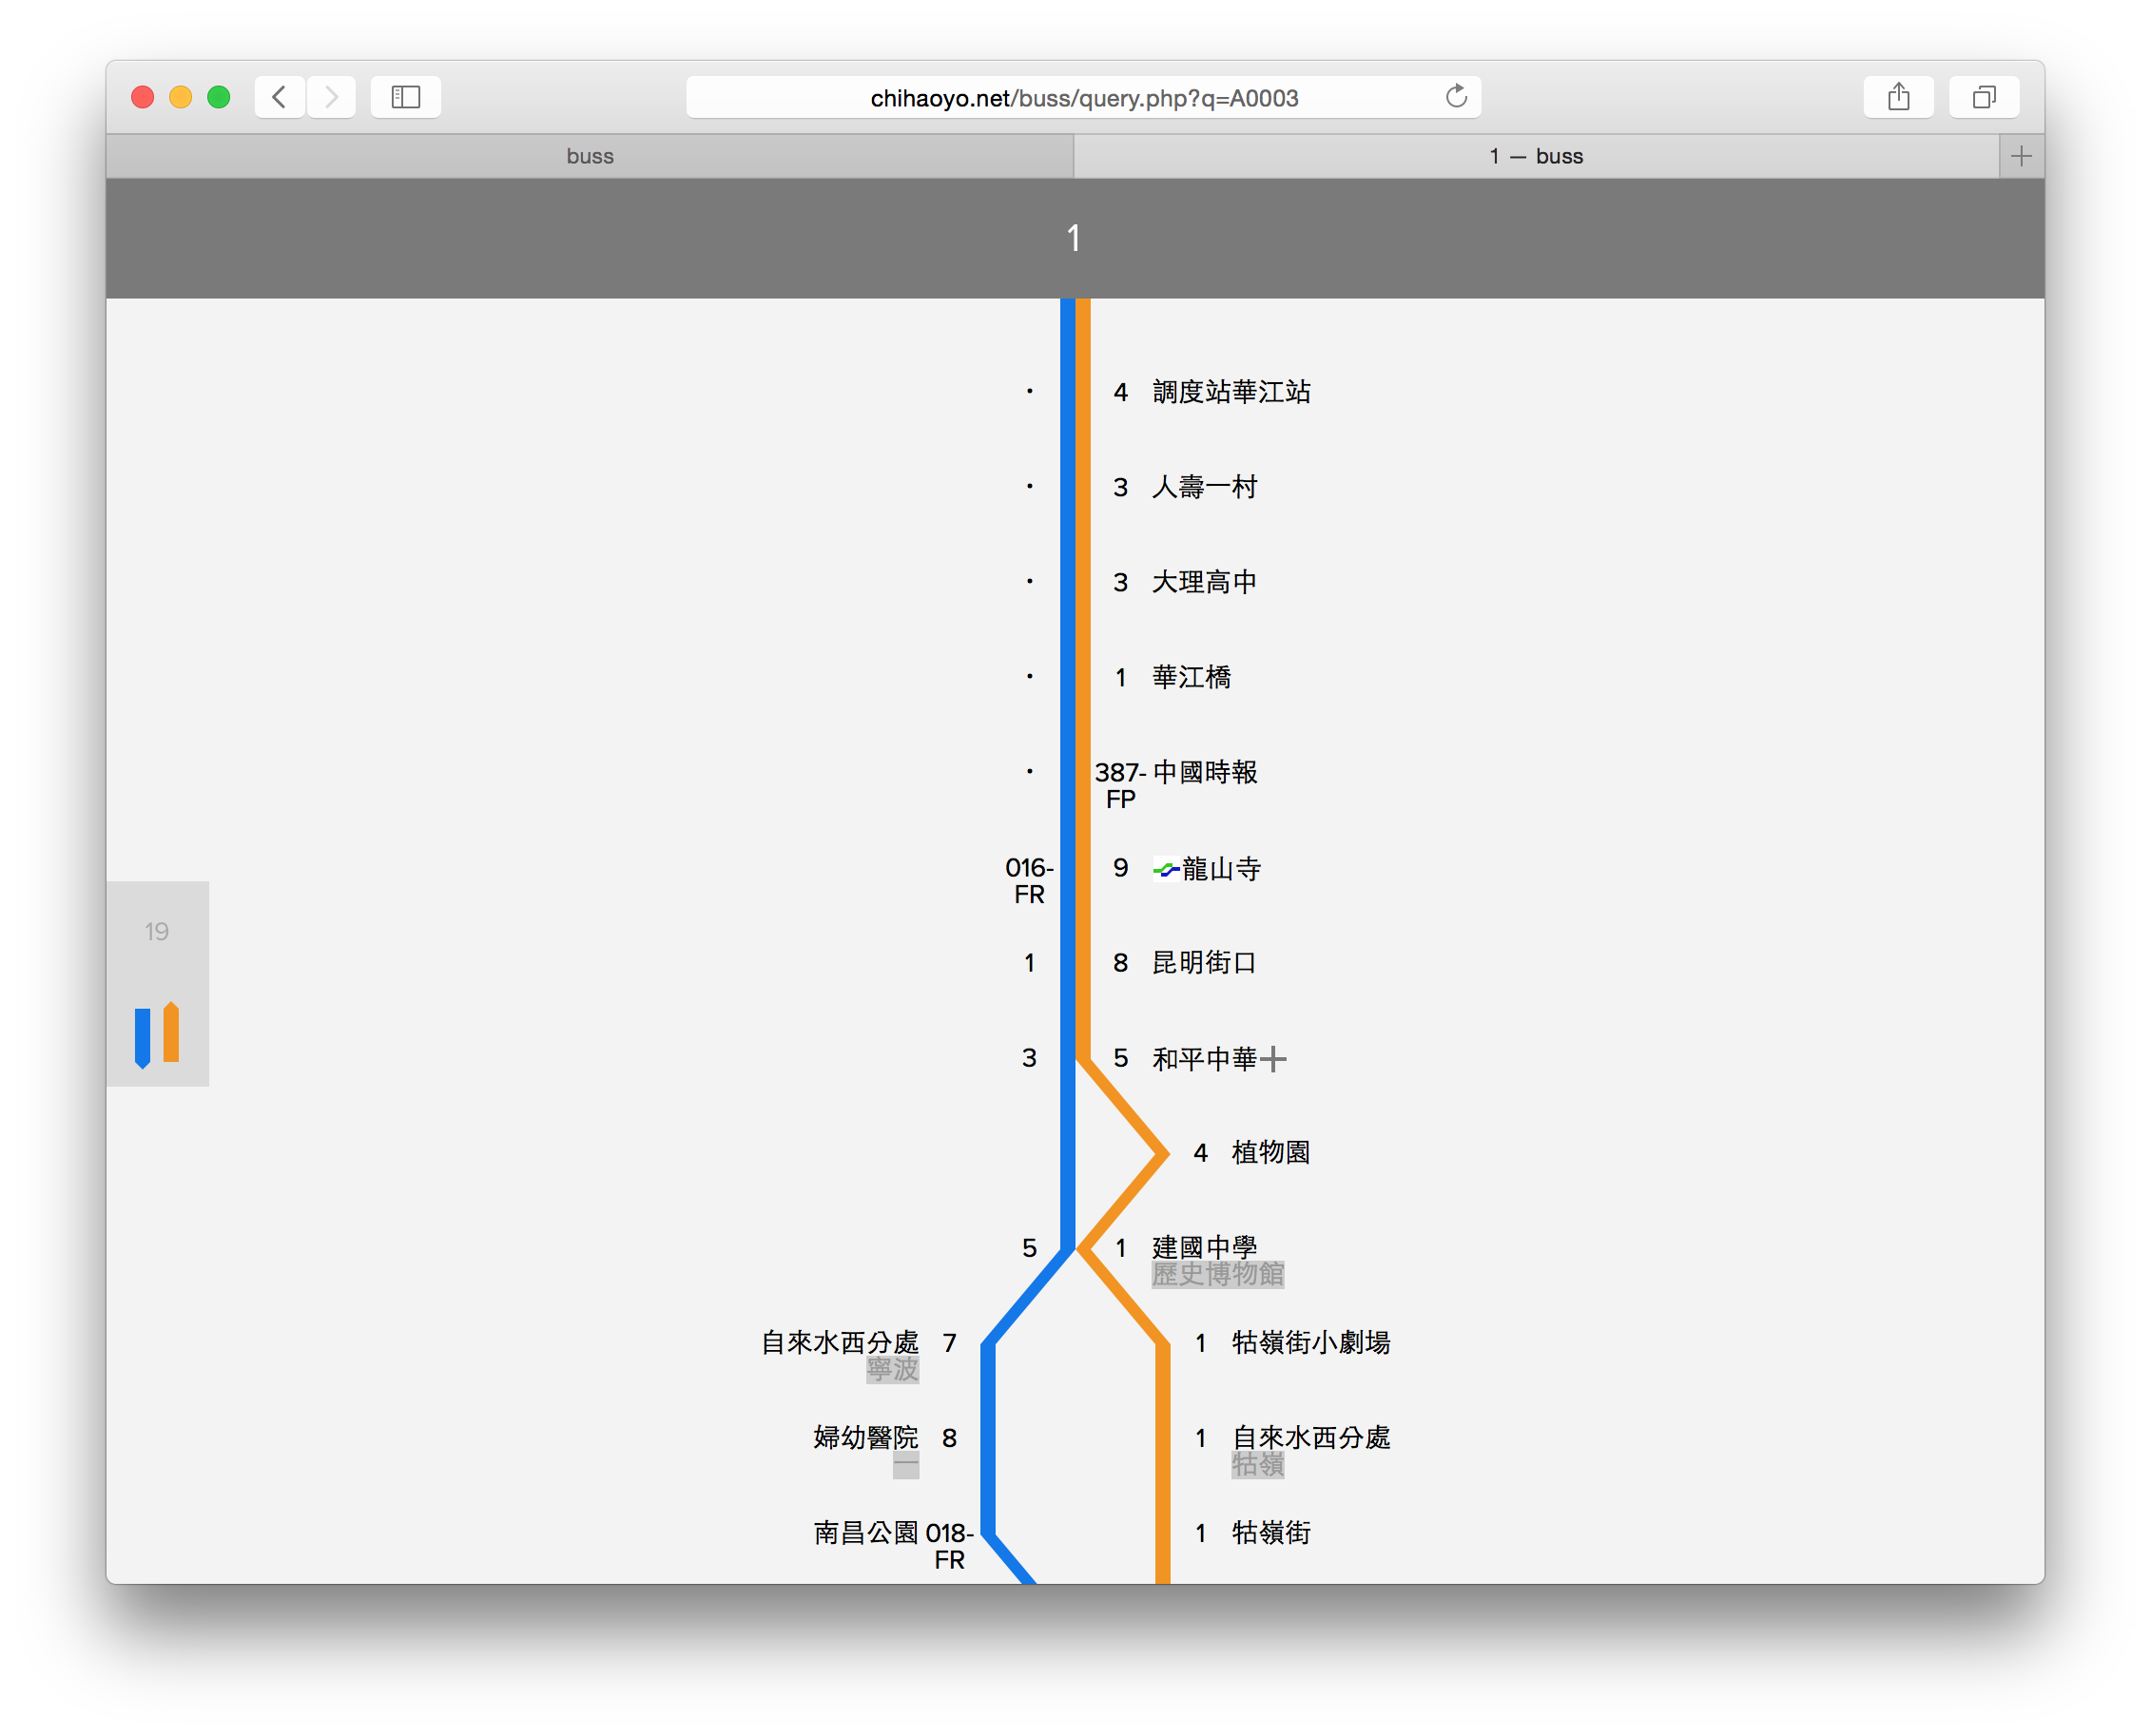 chihaoyo.net/buss/query.php?q=A0003
buss
1 — buss
1
· 4 調度站華江站
· 3 人壽一村
· 3 大理高中
· 1 華江橋
· 387-FP 中國時報
016-FR 9 龍山寺
19
1 8 昆明街口
3 5 和平中華
4 植物園
5 1 建國中學
歷史博物館
自來水西分處 7 1 牯嶺街小劇場
寧波
婦幼醫院 8 1 自來水西分處
一 牯嶺
南昌公園 018-FR 1 牯嶺街